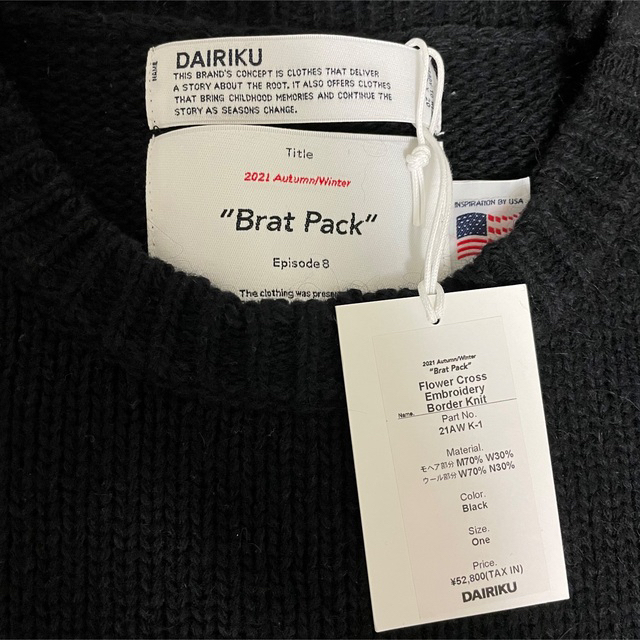 NAME
DAIRIKU
THIS BRAND'S CONCEPT IS CLOTHES THAT DELIVER
A STORY ABOUT THE ROOT. IT ALSO OFFERS CLOTHES
THAT BRING CHILDHOOD MEMORIES AND CONTINUE THE
STORY AS SEASONS CHANGE.
Title
2021 Autumn/Winter
"Brat Pack"
Episode 8
The clothing was
INSPIRATION BY USA
2021 Autumn/Winter
"Brat Pack"
Flower Cross
Embroidery
Border Knit
Name.
Part No.
21AW K-1
Material.
モヘア部分 M70% W30%
ウール部分 W70% N30%
Color.
Black
Size.
One
Price.
¥52,800(TAX IN)
DAIRIKU